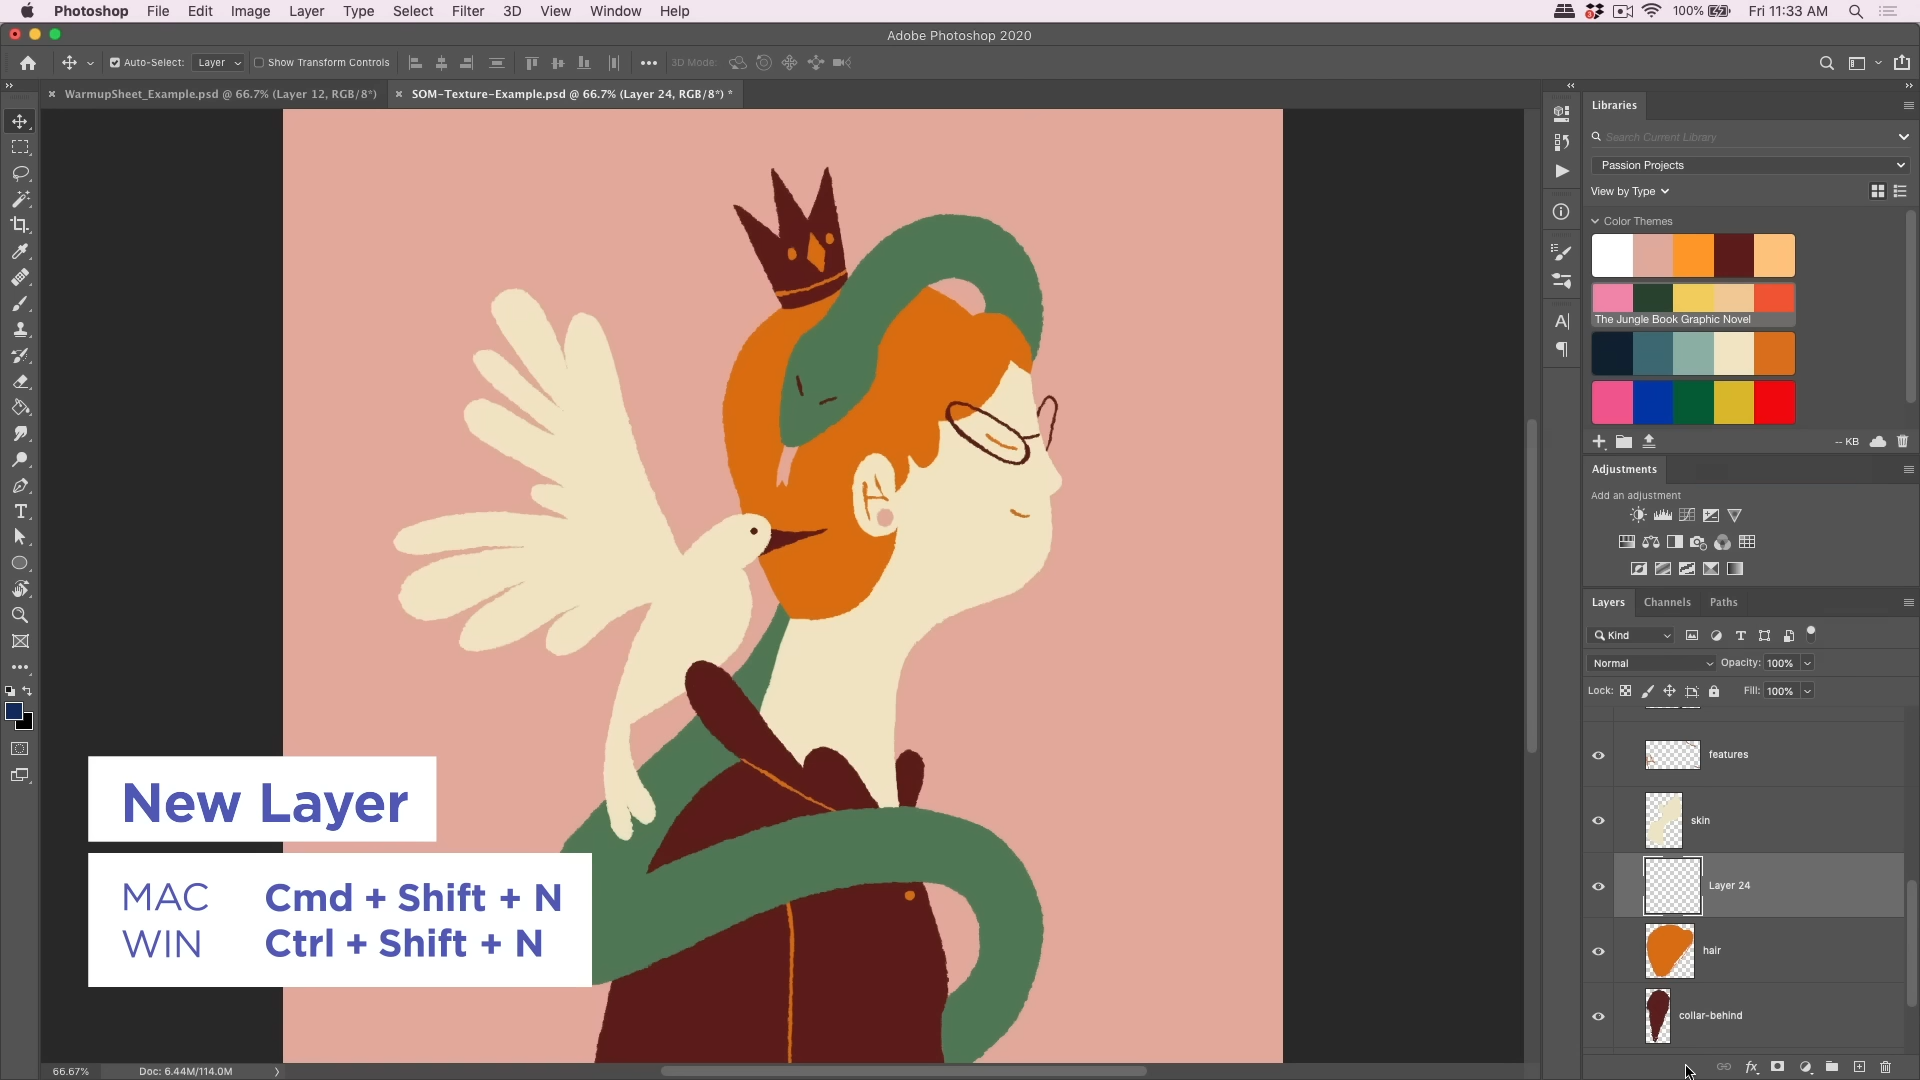 Photoshop File Edit Image Layer Type Select Filter 3D View Window Help 100% Fri 11:33 AM
Adobe Photoshop 2020
Auto-Select: Layer Show Transform Controls 3D Mode:
WarmupSheet_Example.psd @ 66.7% (Layer 12, RGB/8*) SOM-Texture-Example.psd @ 66.7% (Layer 24, RGB/8*) *
Libraries
Search Current Library
Passion Projects
View by Type
Color Themes
The Jungle Book Graphic Novel
-- KB
Adjustments
Add an adjustment
Layers Channels Paths
Kind
Normal Opacity: 100%
Lock: Fill: 100%
features
skin
Layer 24
hair
collar-behind
New Layer
MAC Cmd + Shift + N
WIN Ctrl + Shift + N
66.67% Doc: 6.44M/114.0M